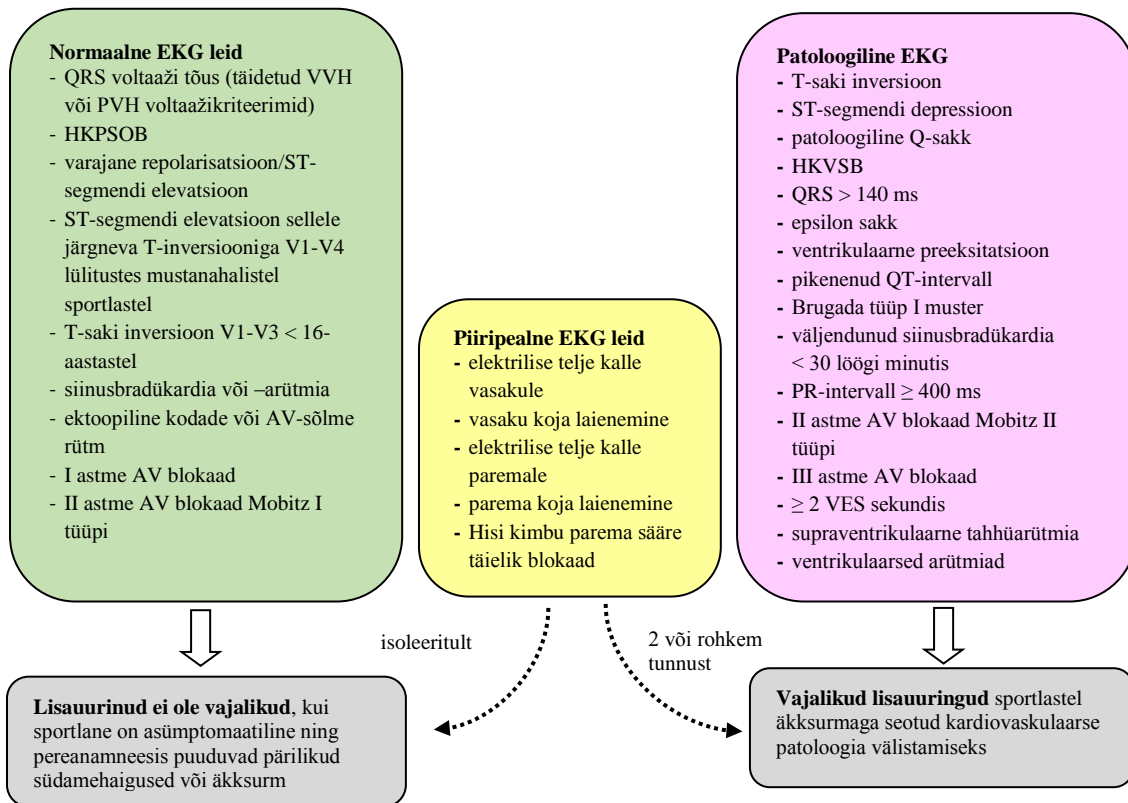 Normaalne EKG leid
- QRS voltaaži tõus (täidetud VVH
või PVH voltaažikriteerimid)
- HKPSOB
- varajane repolarisatsioon/ST-
segmendi elevatsioon
- ST-segmendi elevatsioon sellele
järgneva T-inversiooniga V1-V4
lülitustes mustanahalistel
sportlastel
- T-saki inversioon V1-V3 < 16-
aastastel
- siinusbradükardia või –arütmia
- ektoopiline kodade või AV-sõlme
rütm
- I astme AV blokaad
- II astme AV blokaad Mobitz I
tüüpi
Piiripealne EKG leid
- elektrilise telje kalle
vasakule
- vasaku koja laienemine
- elektrilise telje kalle
paremale
- parema koja laienemine
- Hisi kimbu parema sääre
täielik blokaad
Patoloogiline EKG
- T-saki inversioon
- ST-segmendi depressioon
- patoloogiline Q-sakk
- HKVSB
- QRS > 140 ms
- epsilon sakk
- ventrikulaarne preeksitatsioon
- pikenenud QT-intervall
- Brugada tüüp I muster
- väljendunud siinusbradükardia
< 30 löögi minutis
- PR-intervall ≥ 400 ms
- II astme AV blokaad Mobitz II
tüüpi
- III astme AV blokaad
- ≥ 2 VES sekundis
- supraventrikulaarne tahhüarütmia
- ventrikulaarsed arütmiad
isoleeritult
2 või rohkem
tunnust
Lisauurinud ei ole vajalikud, kui
sportlane on asümptomaatiline ning
pereanamneesis puuduvad pärilikud
südamehaigused või äkksurm
Vajalikud lisauuringud sportlastel
äkksurmaga seotud kardiovaskulaarse
patoloogia välistamiseks